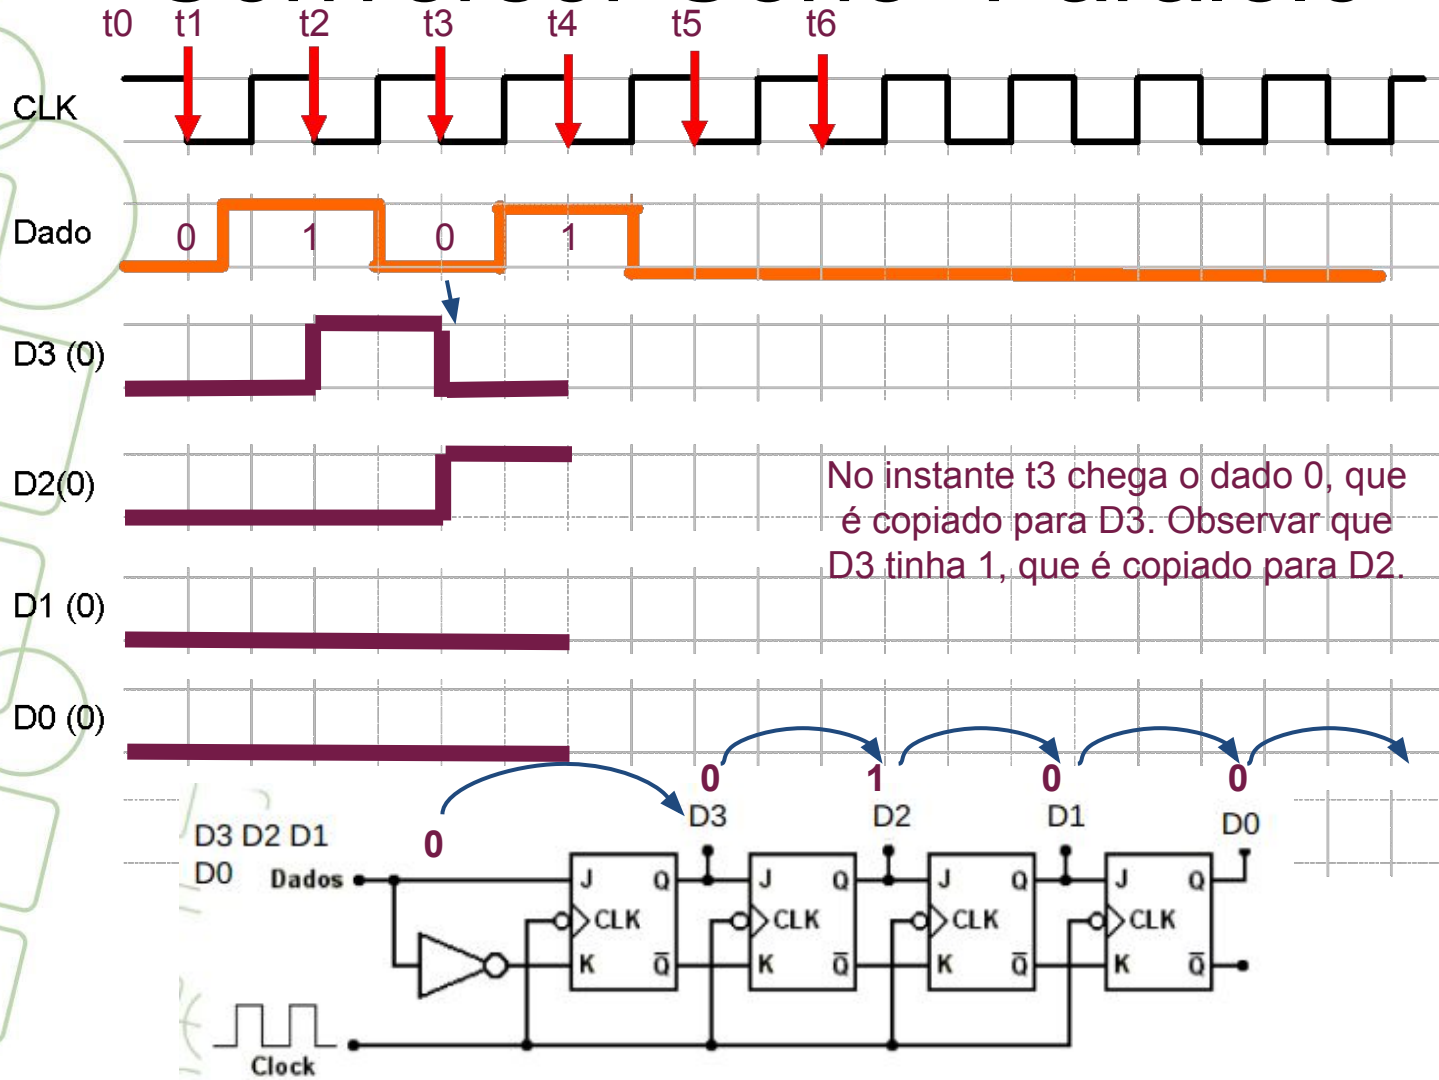 t0 t1 t2 t3 t4 t5 t6
CLK
Dado 0 1 0 1
D3 (0)
D2(0)
No instante t3 chega o dado 0, que
é copiado para D3. Observar que
D3 tinha 1, que é copiado para D2.
D1 (0)
D0 (0)
0 1 0 0
D3 D2 D1 D0
D3 D2 D1
D0
0
Dados
J Q J Q J Q J Q
CLK CLK CLK CLK
K Q̅ K Q̅ K Q̅ K Q̅
Clock